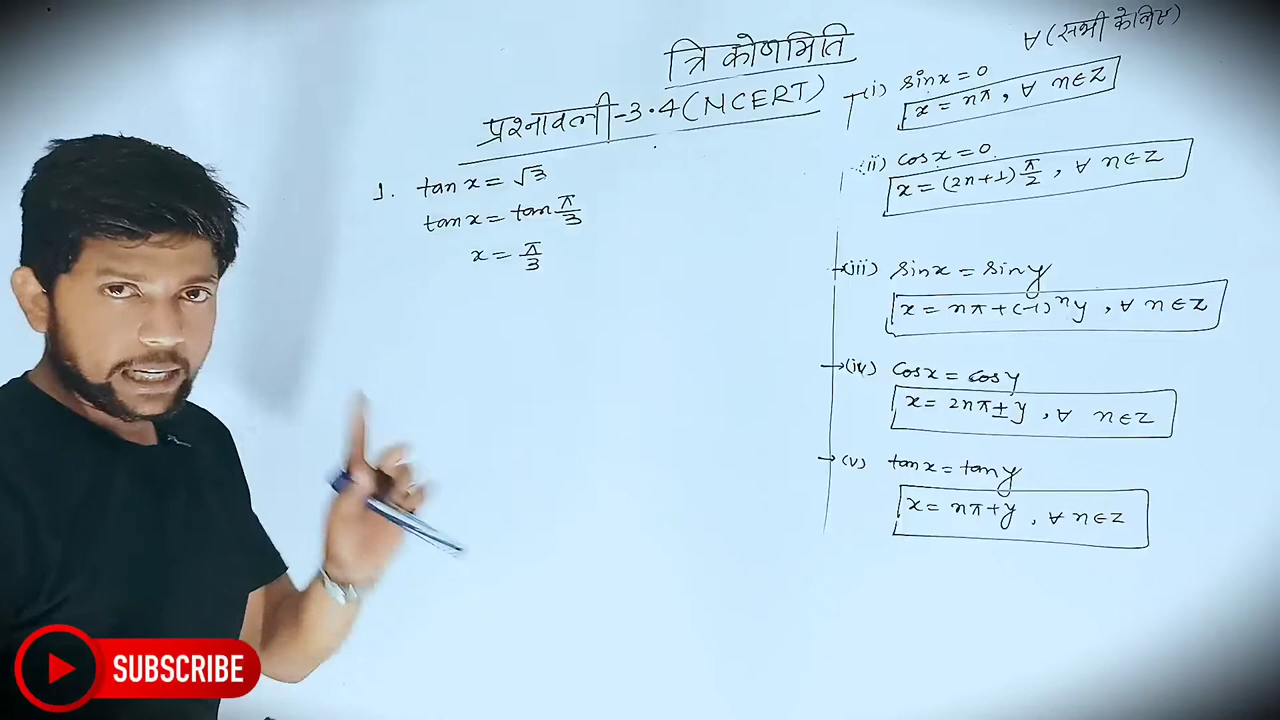 त्रिकोणमिति
प्रश्नावली-3.4 (NCERT)
1. tan x = √3
tan x = tan π/3
x = π/3
∀ (सभी के लिए)
(i) sin x = 0
x = nπ, ∀ n∈Z
(ii) cos x = 0
x = (2n+1) π/2, ∀ n∈Z
(iii) sin x = sin y
x = nπ + (-1)ⁿy, ∀ n∈Z
(iv) cos x = cos y
x = 2nπ ± y, ∀ n∈Z
(v) tan x = tan y
x = nπ + y, ∀ n∈Z
SUBSCRIBE